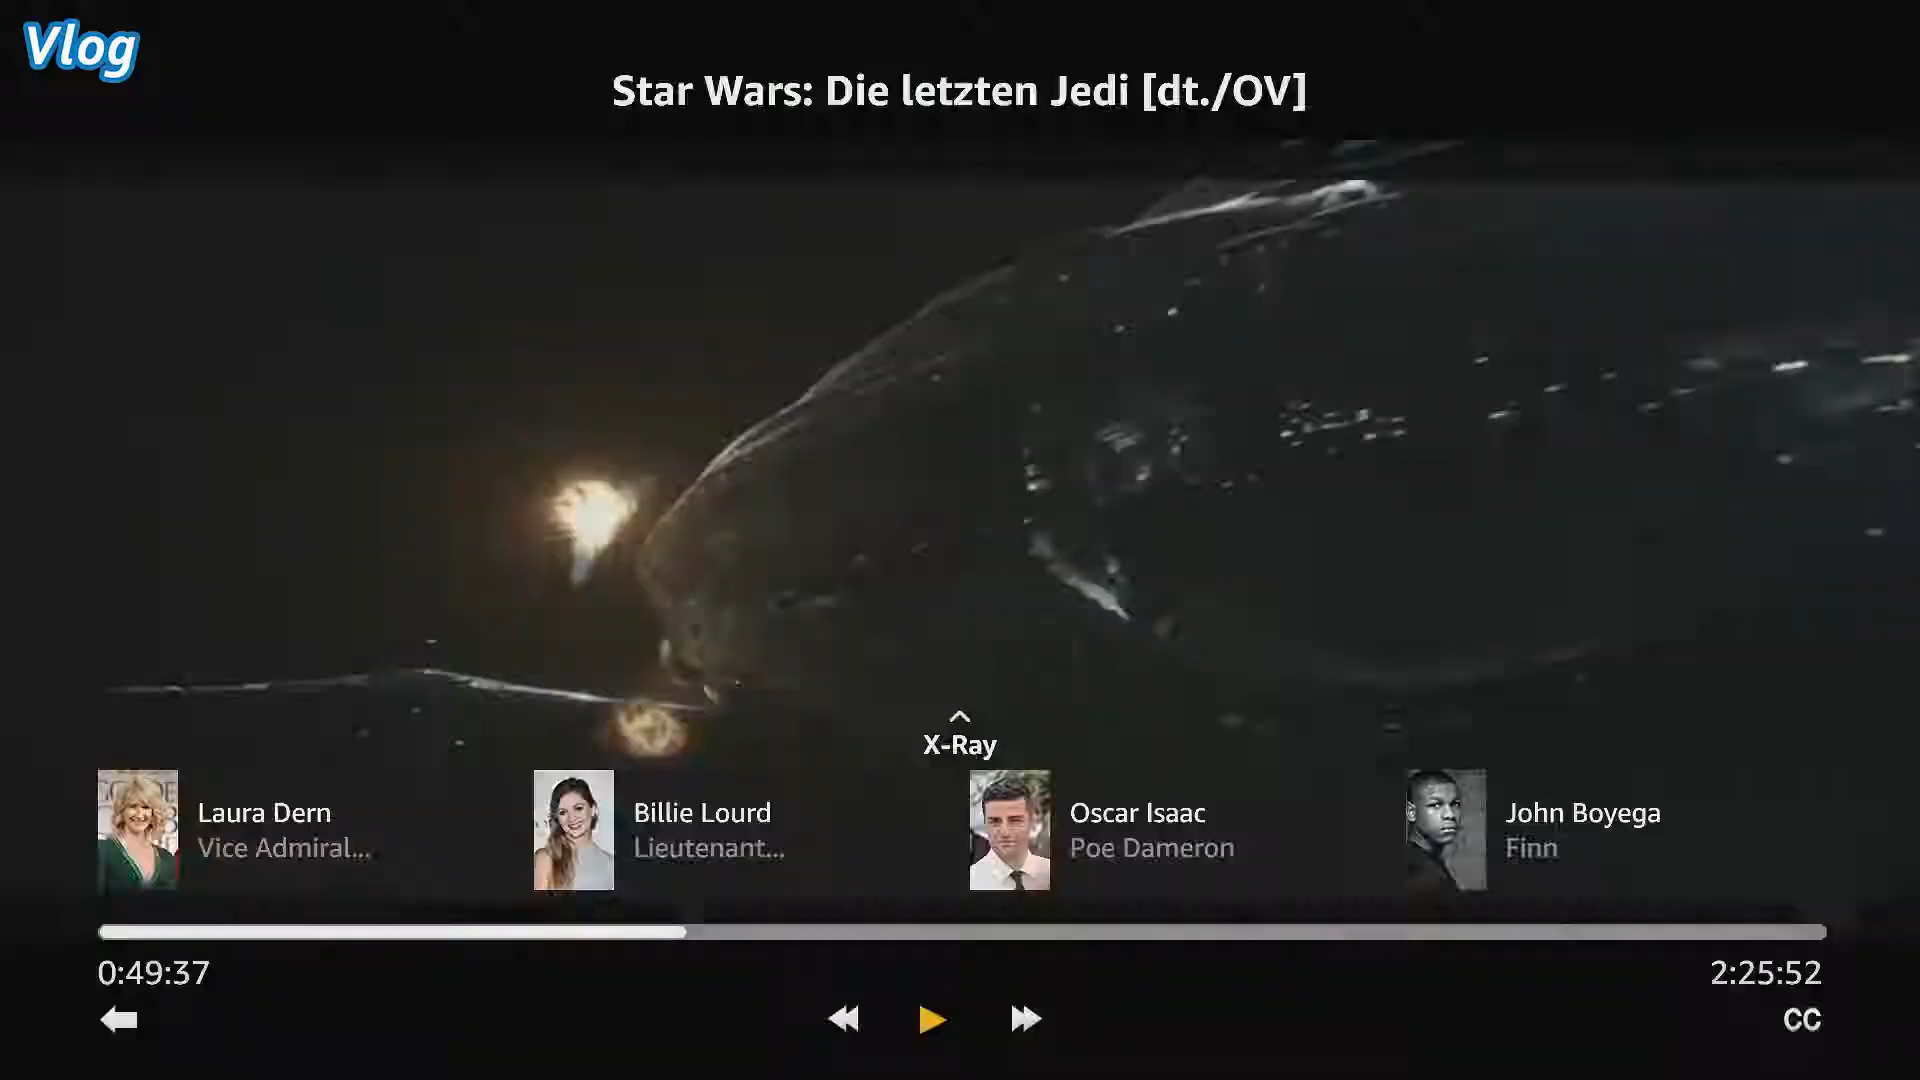 Vlog
Star Wars: Die letzten Jedi [dt./OV]
X-Ray
Laura Dern
Vice Admiral...
Billie Lourd
Lieutenant...
Oscar Isaac
Poe Dameron
John Boyega
Finn
0:49:37
2:25:52
CC